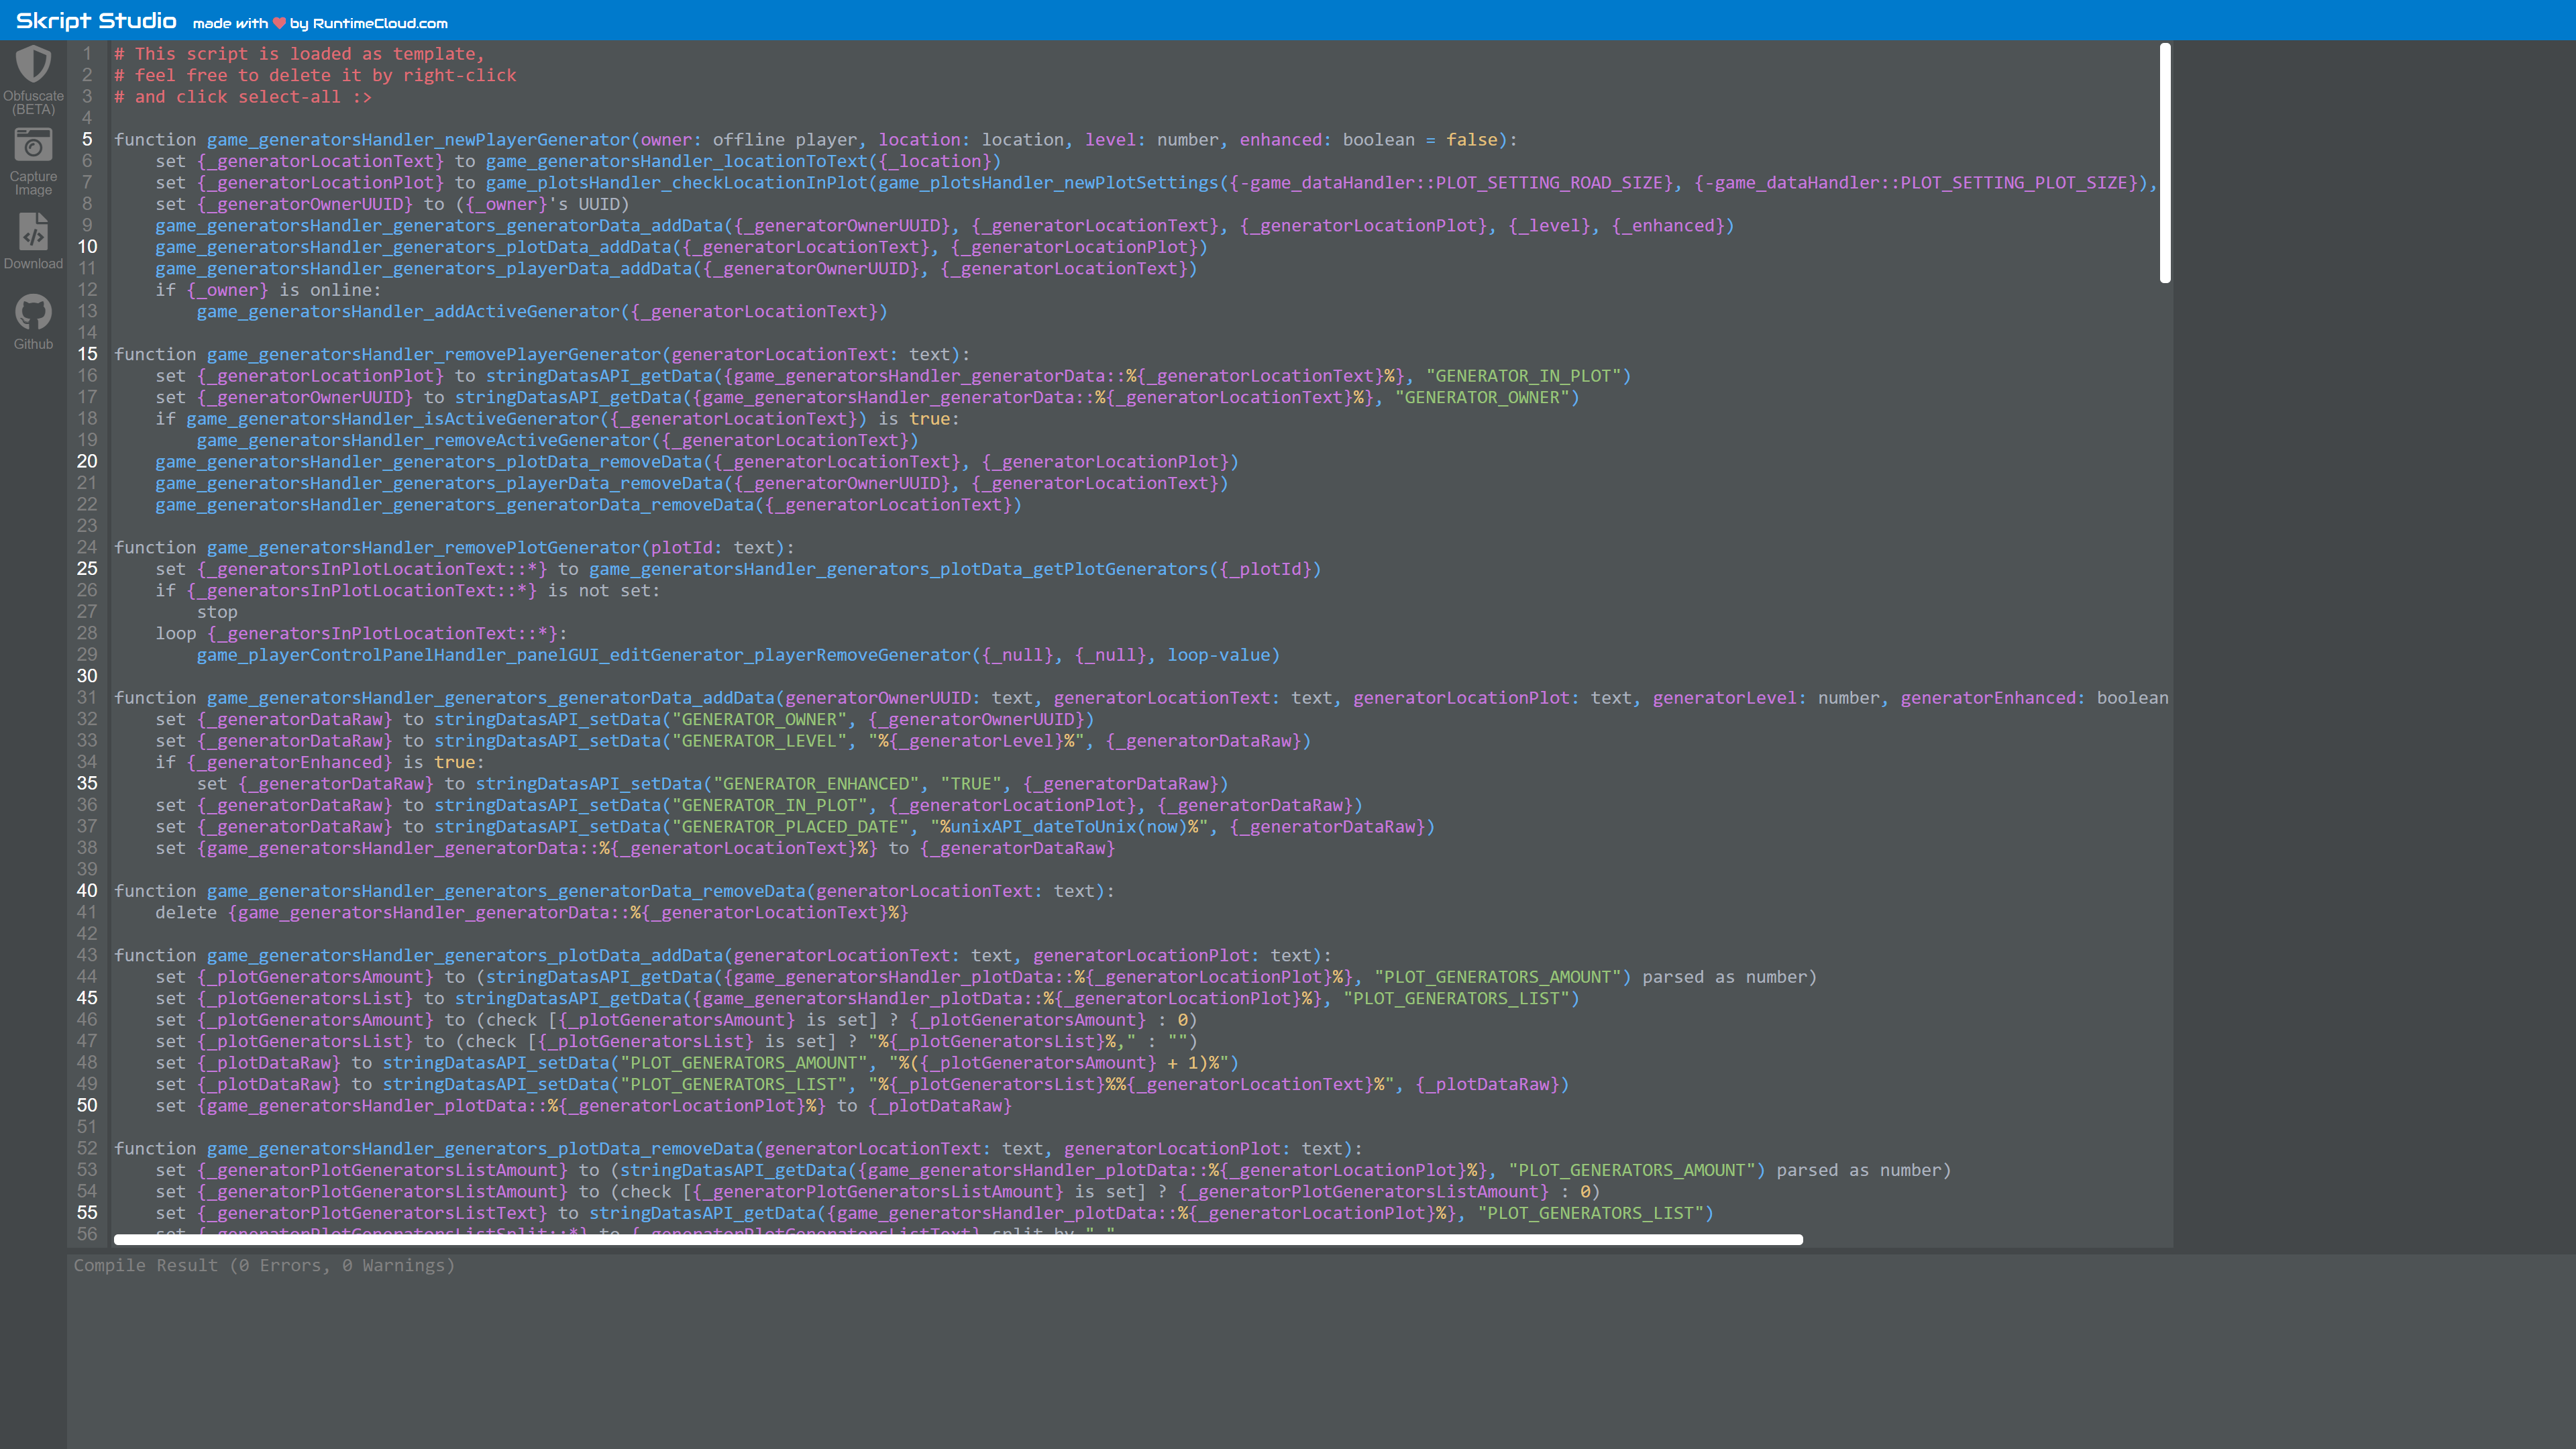 Skript Studio made with ❤ by RuntimeCloud.com
Obfuscate
(BETA)
Capture
Image
Download
Github
1 # This script is loaded as template,
2 # feel free to delete it by right-click
3 # and click select-all :>
4
5 function game_generatorsHandler_newPlayerGenerator(owner: offline player, location: location, level: number, enhanced: boolean = false):
6 set {_generatorLocationText} to game_generatorsHandler_locationToText({_location})
7 set {_generatorLocationPlot} to game_plotsHandler_checkLocationInPlot(game_plotsHandler_newPlotSettings({-game_dataHandler::PLOT_SETTING_ROAD_SIZE}, {-game_dataHandler::PLOT_SETTING_PLOT_SIZE}),
8 set {_generatorOwnerUUID} to ({_owner}'s UUID)
9 game_generatorsHandler_generators_generatorData_addData({_generatorOwnerUUID}, {_generatorLocationText}, {_generatorLocationPlot}, {_level}, {_enhanced})
10 game_generatorsHandler_generators_plotData_addData({_generatorLocationText}, {_generatorLocationPlot})
11 game_generatorsHandler_generators_playerData_addData({_generatorOwnerUUID}, {_generatorLocationText})
12 if {_owner} is online:
13 game_generatorsHandler_addActiveGenerator({_generatorLocationText})
14
15 function game_generatorsHandler_removePlayerGenerator(generatorLocationText: text):
16 set {_generatorLocationPlot} to stringDatasAPI_getData({game_generatorsHandler_generatorData::%{_generatorLocationText}%}, "GENERATOR_IN_PLOT")
17 set {_generatorOwnerUUID} to stringDatasAPI_getData({game_generatorsHandler_generatorData::%{_generatorLocationText}%}, "GENERATOR_OWNER")
18 if game_generatorsHandler_isActiveGenerator({_generatorLocationText}) is true:
19 game_generatorsHandler_removeActiveGenerator({_generatorLocationText})
20 game_generatorsHandler_generators_plotData_removeData({_generatorLocationText}, {_generatorLocationPlot})
21 game_generatorsHandler_generators_playerData_removeData({_generatorOwnerUUID}, {_generatorLocationText})
22 game_generatorsHandler_generators_generatorData_removeData({_generatorLocationText})
23
24 function game_generatorsHandler_removePlotGenerator(plotId: text):
25 set {_generatorsInPlotLocationText::*} to game_generatorsHandler_generators_plotData_getPlotGenerators({_plotId})
26 if {_generatorsInPlotLocationText::*} is not set:
27 stop
28 loop {_generatorsInPlotLocationText::*}:
29 game_playerControlPanelHandler_panelGUI_editGenerator_playerRemoveGenerator({_null}, {_null}, loop-value)
30
31 function game_generatorsHandler_generators_generatorData_addData(generatorOwnerUUID: text, generatorLocationText: text, generatorLocationPlot: text, generatorLevel: number, generatorEnhanced: boolean
32 set {_generatorDataRaw} to stringDatasAPI_setData("GENERATOR_OWNER", {_generatorOwnerUUID})
33 set {_generatorDataRaw} to stringDatasAPI_setData("GENERATOR_LEVEL", "%{_generatorLevel}%", {_generatorDataRaw})
34 if {_generatorEnhanced} is true:
35 set {_generatorDataRaw} to stringDatasAPI_setData("GENERATOR_ENHANCED", "TRUE", {_generatorDataRaw})
36 set {_generatorDataRaw} to stringDatasAPI_setData("GENERATOR_IN_PLOT", {_generatorLocationPlot}, {_generatorDataRaw})
37 set {_generatorDataRaw} to stringDatasAPI_setData("GENERATOR_PLACED_DATE", "%unixAPI_dateToUnix(now)%", {_generatorDataRaw})
38 set {game_generatorsHandler_generatorData::%{_generatorLocationText}%} to {_generatorDataRaw}
39
40 function game_generatorsHandler_generators_generatorData_removeData(generatorLocationText: text):
41 delete {game_generatorsHandler_generatorData::%{_generatorLocationText}%}
42
43 function game_generatorsHandler_generators_plotData_addData(generatorLocationText: text, generatorLocationPlot: text):
44 set {_plotGeneratorsAmount} to (stringDatasAPI_getData({game_generatorsHandler_plotData::%{_generatorLocationPlot}%}, "PLOT_GENERATORS_AMOUNT") parsed as number)
45 set {_plotGeneratorsList} to stringDatasAPI_getData({game_generatorsHandler_plotData::%{_generatorLocationPlot}%}, "PLOT_GENERATORS_LIST")
46 set {_plotGeneratorsAmount} to (check [{_plotGeneratorsAmount} is set] ? {_plotGeneratorsAmount} : 0)
47 set {_plotGeneratorsList} to (check [{_plotGeneratorsList} is set] ? "%{_plotGeneratorsList}%," : "")
48 set {_plotDataRaw} to stringDatasAPI_setData("PLOT_GENERATORS_AMOUNT", "%({_plotGeneratorsAmount} + 1)%")
49 set {_plotDataRaw} to stringDatasAPI_setData("PLOT_GENERATORS_LIST", "%{_plotGeneratorsList}%%{_generatorLocationText}%", {_plotDataRaw})
50 set {game_generatorsHandler_plotData::%{_generatorLocationPlot}%} to {_plotDataRaw}
51
52 function game_generatorsHandler_generators_plotData_removeData(generatorLocationText: text, generatorLocationPlot: text):
53 set {_generatorPlotGeneratorsListAmount} to (stringDatasAPI_getData({game_generatorsHandler_plotData::%{_generatorLocationPlot}%}, "PLOT_GENERATORS_AMOUNT") parsed as number)
54 set {_generatorPlotGeneratorsListAmount} to (check [{_generatorPlotGeneratorsListAmount} is set] ? {_generatorPlotGeneratorsListAmount} : 0)
55 set {_generatorPlotGeneratorsListText} to stringDatasAPI_getData({game_generatorsHandler_plotData::%{_generatorLocationPlot}%}, "PLOT_GENERATORS_LIST")
56 set {_generatorPlotGeneratorsListSplit::*} to {_generatorPlotGeneratorsListText} split by ","
Compile Result (0 Errors, 0 Warnings)